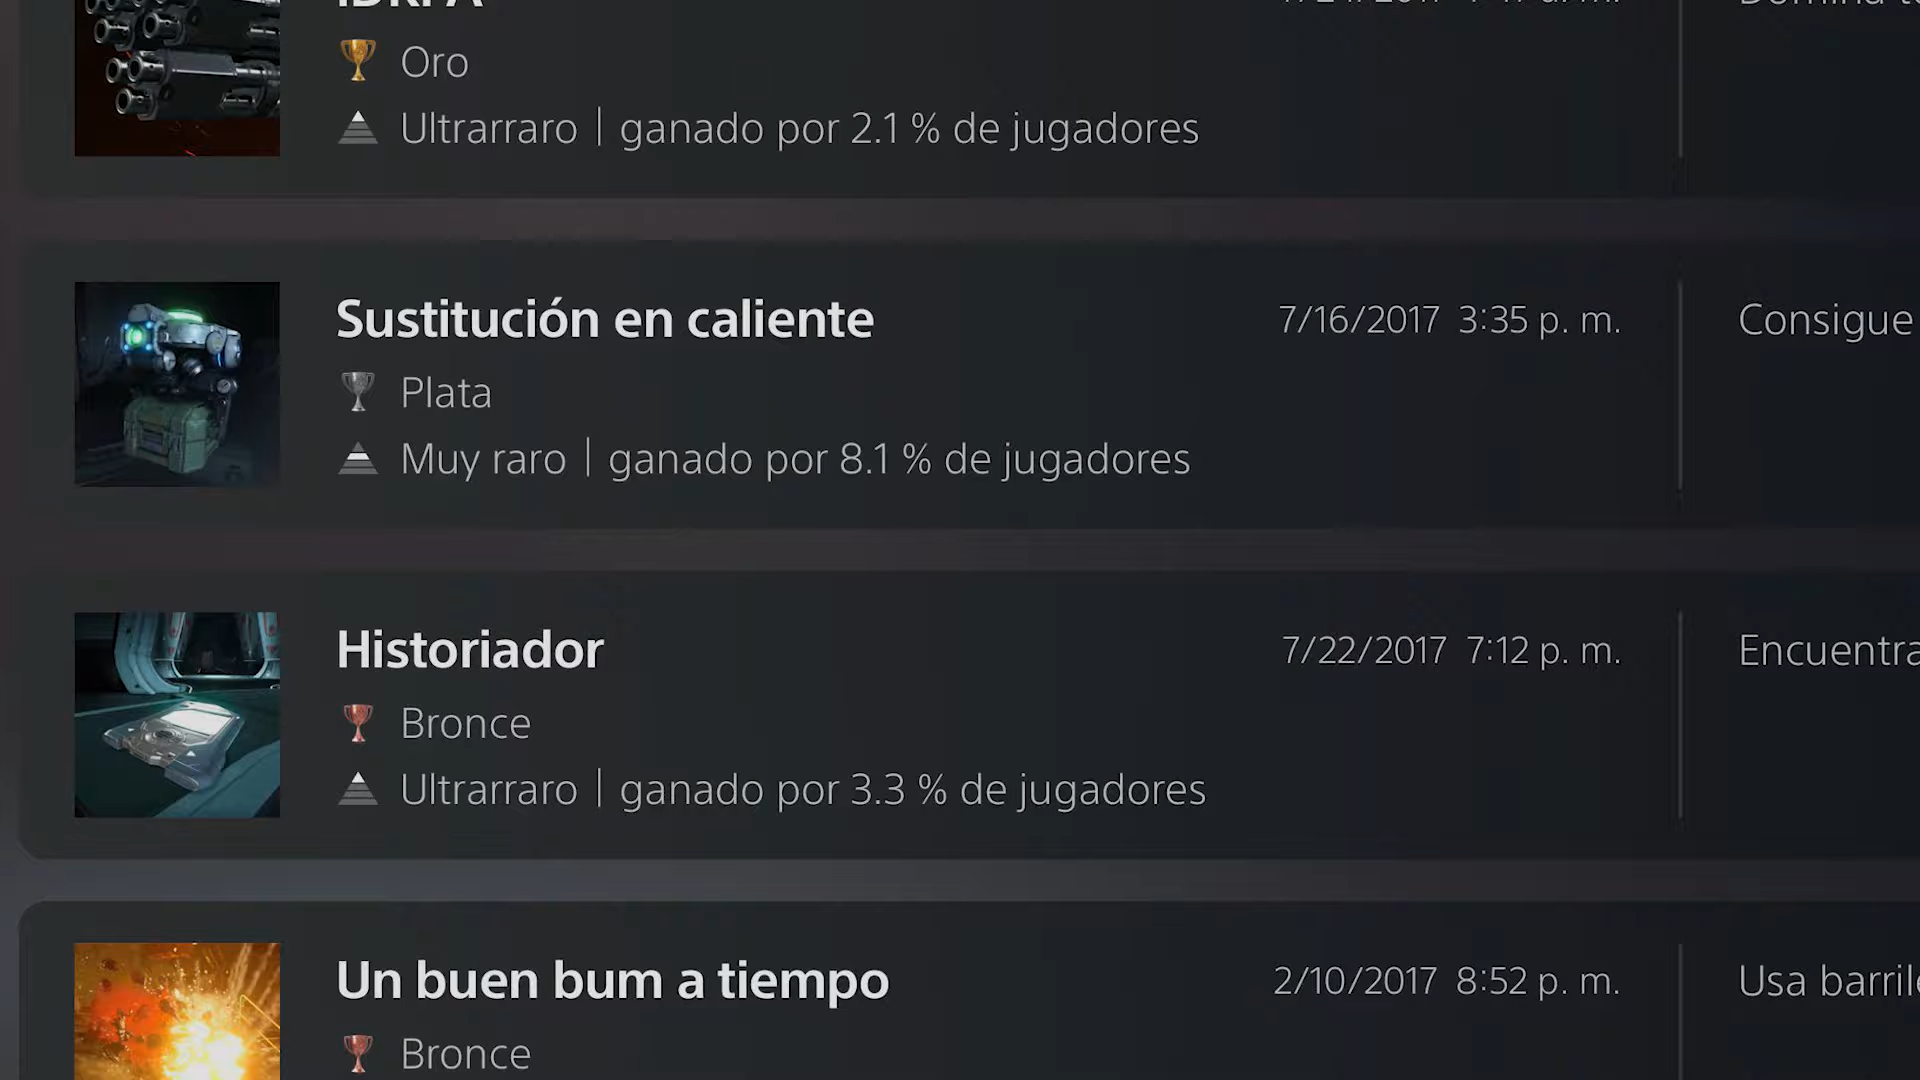 Oro
Ultrarraro | ganado por 2.1 % de jugadores
Sustitución en caliente
7/16/2017 3:35 p. m.
Consigue
Plata
Muy raro | ganado por 8.1 % de jugadores
Historiador
7/22/2017 7:12 p. m.
Encuentra
Bronce
Ultrarraro | ganado por 3.3 % de jugadores
Un buen bum a tiempo
2/10/2017 8:52 p. m.
Usa
Bronce